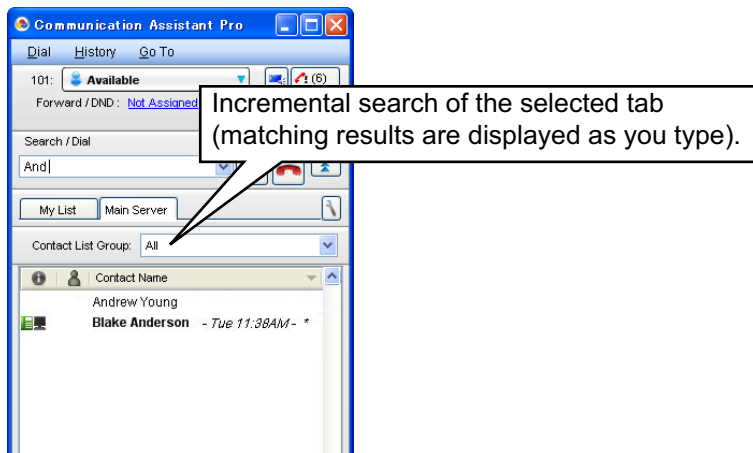 Communication Assistant Pro
Dial History Go To
101: Available (6)
Forward / DND : Not Assigned
Incremental search of the selected tab
(matching results are displayed as you type).
Search / Dial
And
My List Main Server
Contact List Group: All
Contact Name
Andrew Young
Blake Anderson - Tue 11:38AM - *